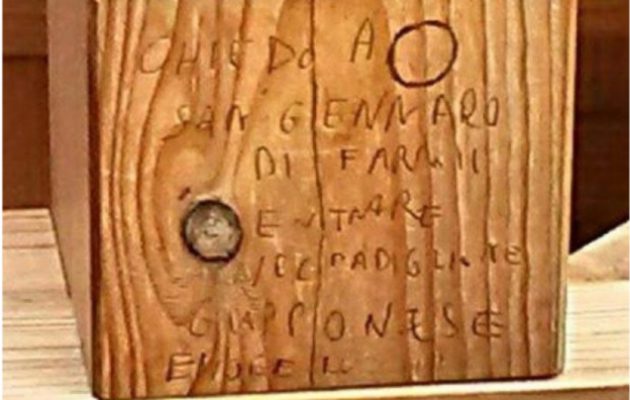 CHIEDO A
SAN GENNARO
DI FARMI
ENTRARE
NEL PADIGLIONE
GIAPPONESE